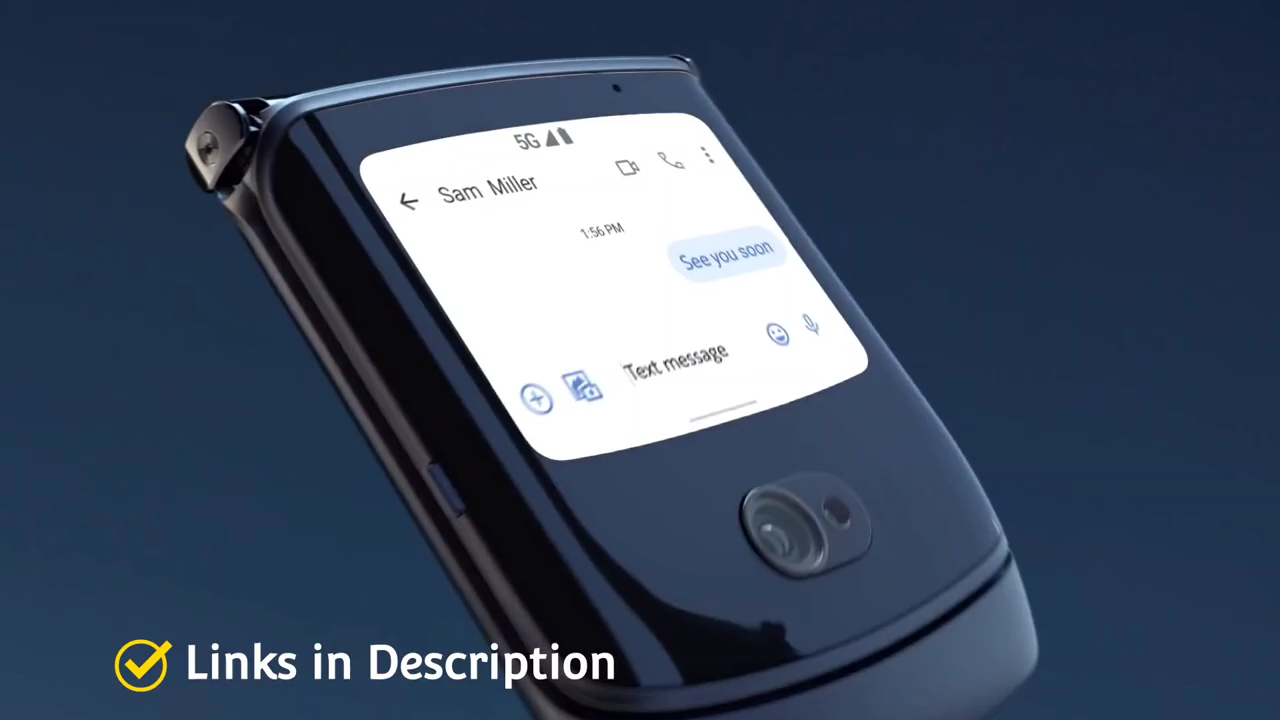 5G
Sam Miller
1:56 PM
See you soon
Text message
Links in Description